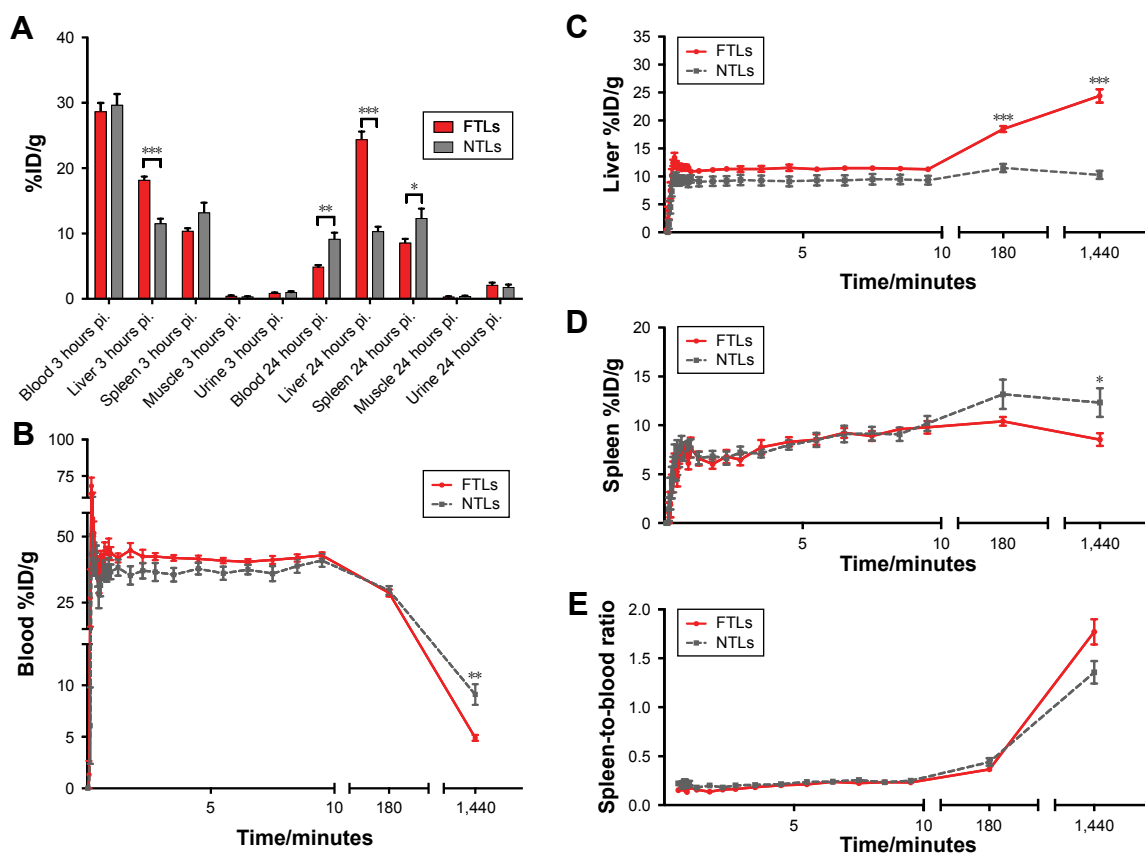 A
40
30
20
10
0
%ID/g
***
***
**
*
FTLs
NTLs
Blood 3 hours pi.
Liver 3 hours pi.
Spleen 3 hours pi.
Muscle 3 hours pi.
Urine 3 hours pi.
Blood 24 hours pi.
Liver 24 hours pi.
Spleen 24 hours pi.
Muscle 24 hours pi.
Urine 24 hours pi.
B
100
75
50
25
10
5
0
Blood %ID/g
FTLs
NTLs
**
5 10 180 1,440
Time/minutes
C
35
30
25
20
15
10
5
0
Liver %ID/g
FTLs
NTLs
***
***
5 10 180 1,440
Time/minutes
D
20
15
10
5
0
Spleen %ID/g
FTLs
NTLs
*
5 10 180 1,440
Time/minutes
E
2.0
1.5
1.0
0.5
0.0
Spleen-to-blood ratio
FTLs
NTLs
5 10 180 1,440
Time/minutes